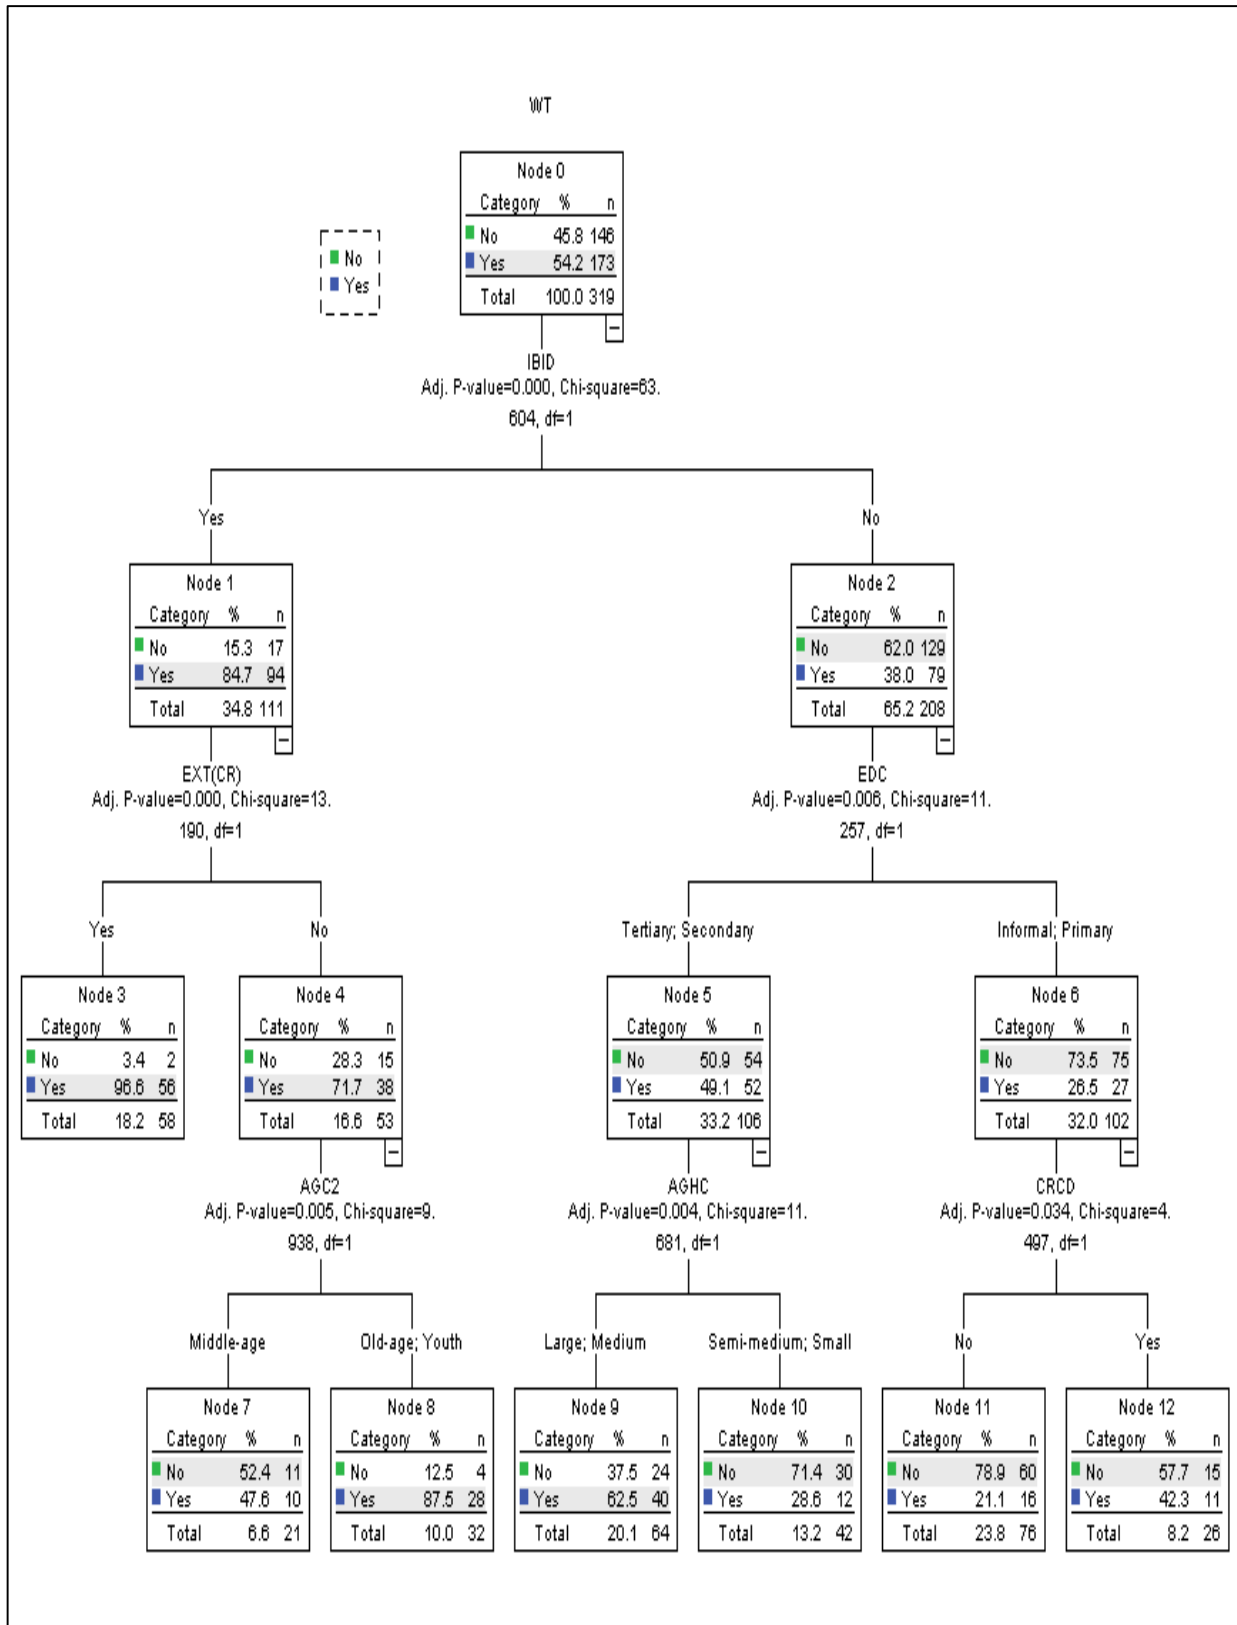 WT
Node 0
Category % n
No 45.8 146
Yes 54.2 173
Total 100.0 319
No
Yes
IBID
Adj. P-value=0.000, Chi-square=63.
604, df=1
Yes
No
Node 1
Category % n
No 15.3 17
Yes 84.7 94
Total 34.8 111
Node 2
Category % n
No 62.0 129
Yes 38.0 79
Total 65.2 208
EXT(CR)
Adj. P-value=0.000, Chi-square=13.
190, df=1
EDC
Adj. P-value=0.006, Chi-square=11.
257, df=1
Yes
No
Tertiary; Secondary
Informal; Primary
Node 3
Category % n
No 3.4 2
Yes 96.6 56
Total 18.2 58
Node 4
Category % n
No 28.3 15
Yes 71.7 38
Total 16.6 53
Node 5
Category % n
No 50.9 54
Yes 49.1 52
Total 33.2 106
Node 6
Category % n
No 73.5 75
Yes 26.5 27
Total 32.0 102
AGC2
Adj. P-value=0.005, Chi-square=9.
938, df=1
AGHC
Adj. P-value=0.004, Chi-square=11.
681, df=1
CRCD
Adj. P-value=0.034, Chi-square=4.
497, df=1
Middle-age
Old-age; Youth
Large; Medium
Semi-medium; Small
No
Yes
Node 7
Category % n
No 52.4 11
Yes 47.6 10
Total 6.6 21
Node 8
Category % n
No 12.5 4
Yes 87.5 28
Total 10.0 32
Node 9
Category % n
No 37.5 24
Yes 62.5 40
Total 20.1 64
Node 10
Category % n
No 71.4 30
Yes 28.6 12
Total 13.2 42
Node 11
Category % n
No 78.9 60
Yes 21.1 16
Total 23.8 76
Node 12
Category % n
No 57.7 15
Yes 42.3 11
Total 8.2 26